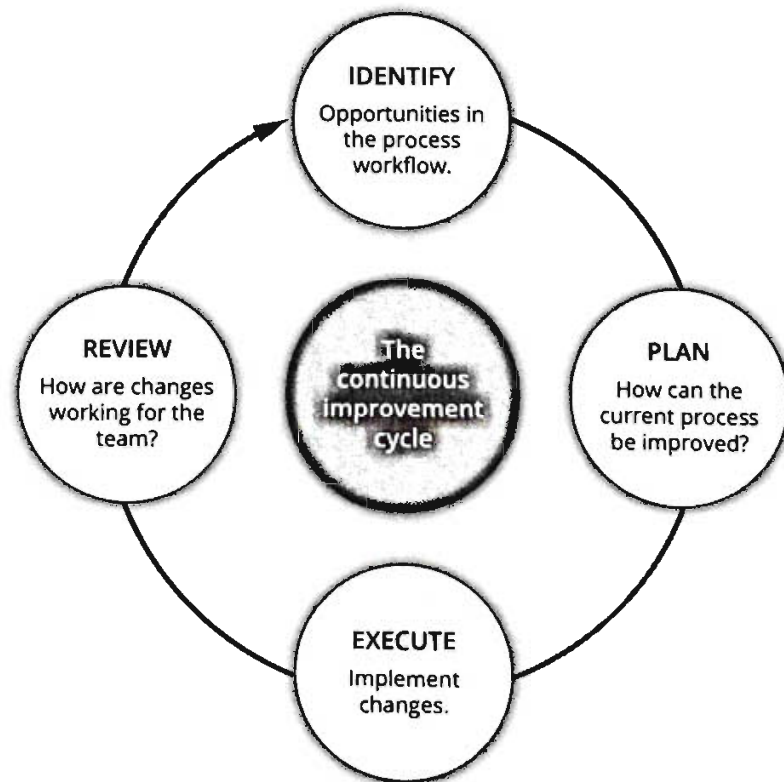 IDENTIFY
Opportunities in
the process
workflow.
PLAN
How can the
current process
be improved?
EXECUTE
Implement
changes.
REVIEW
How are changes
working for the
team?
The
continuous
improvement
cycle